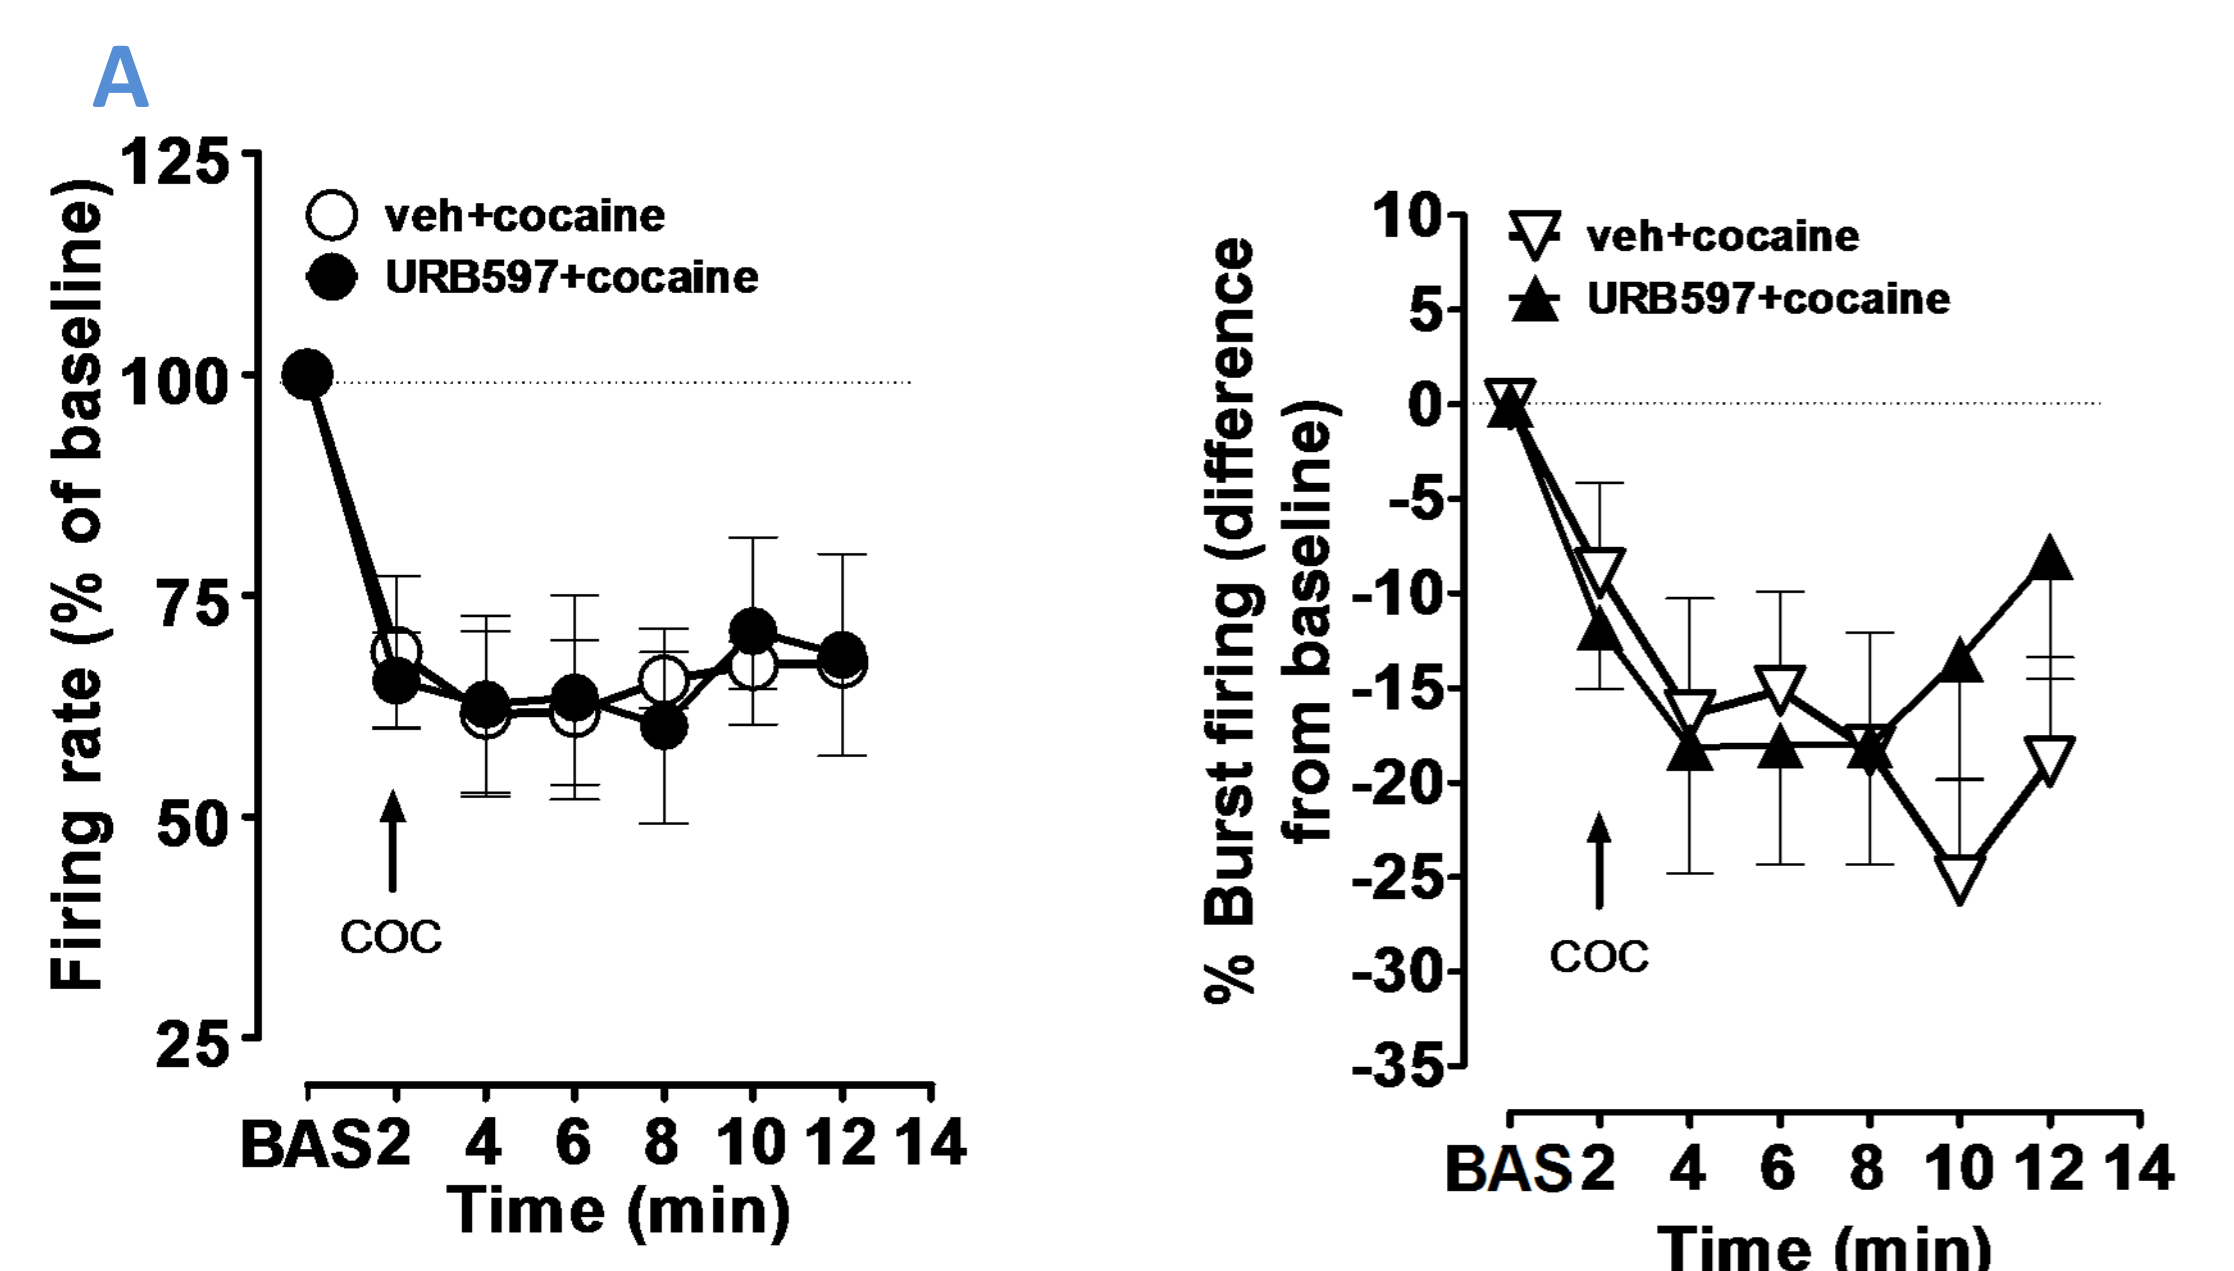 A
Firing rate (% of baseline)
125
100
75
50
25
veh+cocaine
URB597+cocaine
COC
BAS 2 4 6 8 10 12 14
Time (min)
% Burst firing (difference
from baseline)
10
5
0
-5
-10
-15
-20
-25
-30
-35
veh+cocaine
URB597+cocaine
COC
BAS 2 4 6 8 10 12 14
Time (min)